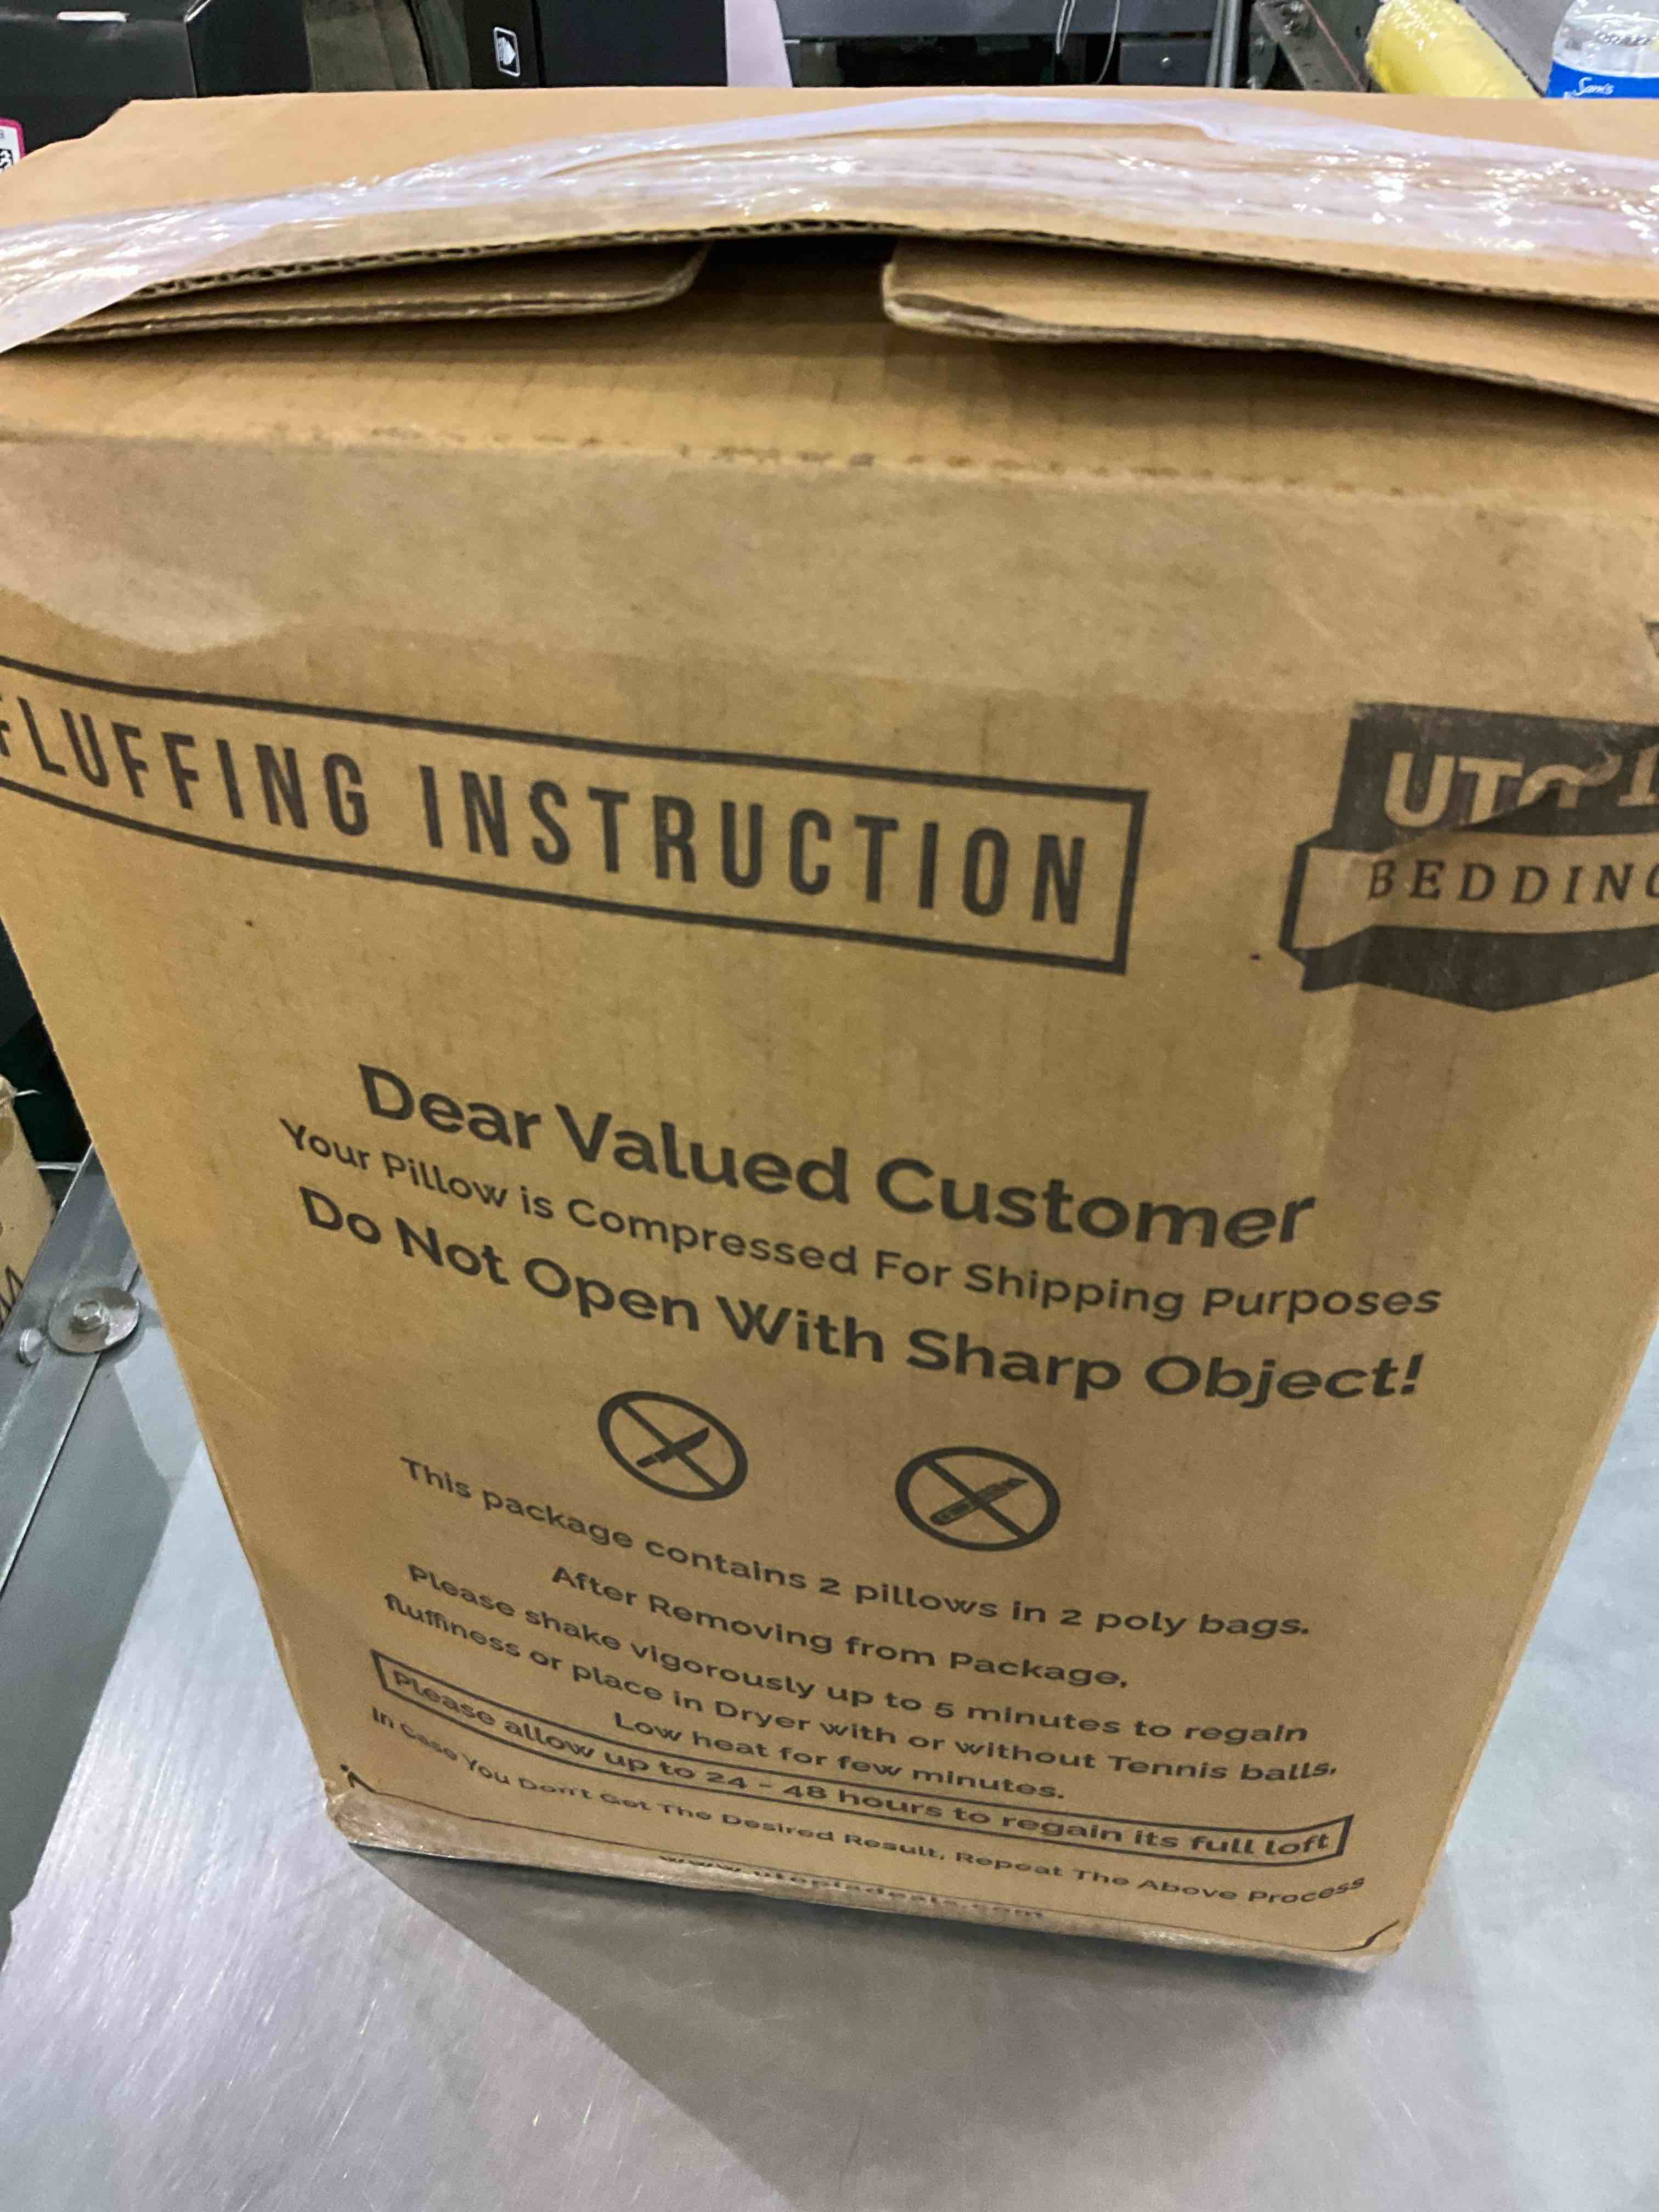 Sam's
FLUFFING INSTRUCTION
BEDDING
Dear Valued Customer
Your Pillow is Compressed For Shipping Purposes
Do Not Open With Sharp Object!
This package contains 2 pillows in 2 poly bags.
After Removing from Package,
Please shake vigorously up to 5 minutes to regain
fluffiness or place in Dryer with or without Tennis balls.
Low heat for few minutes.
Please allow up to 24 - 48 hours to regain its full loft
In case You Don't Get The Desired Result, Repeat The Above Process
www.utopiadeals.com